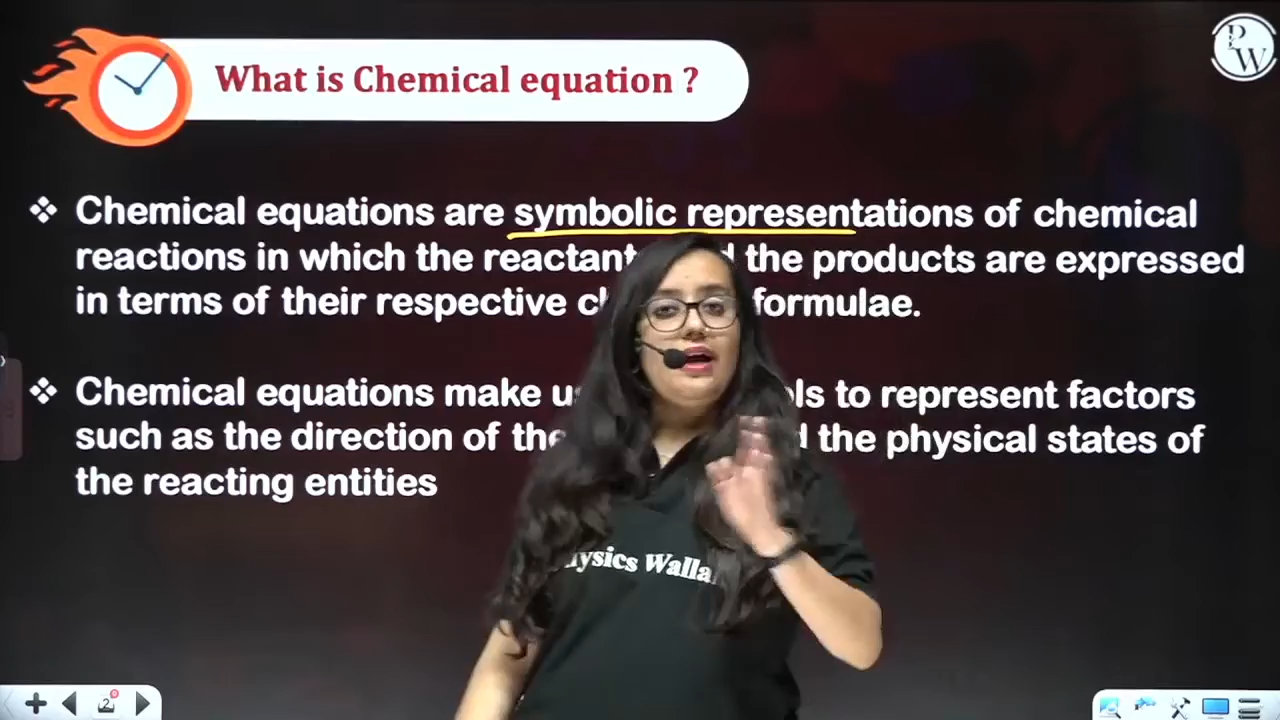 What is Chemical equation ?
PW
❖ Chemical equations are symbolic representations of chemical
reactions in which the reactant the products are expressed
in terms of their respective formulae.
❖ Chemical equations make to represent factors
such as the direction of the the physical states of
the reacting entities
ysics Walla
2